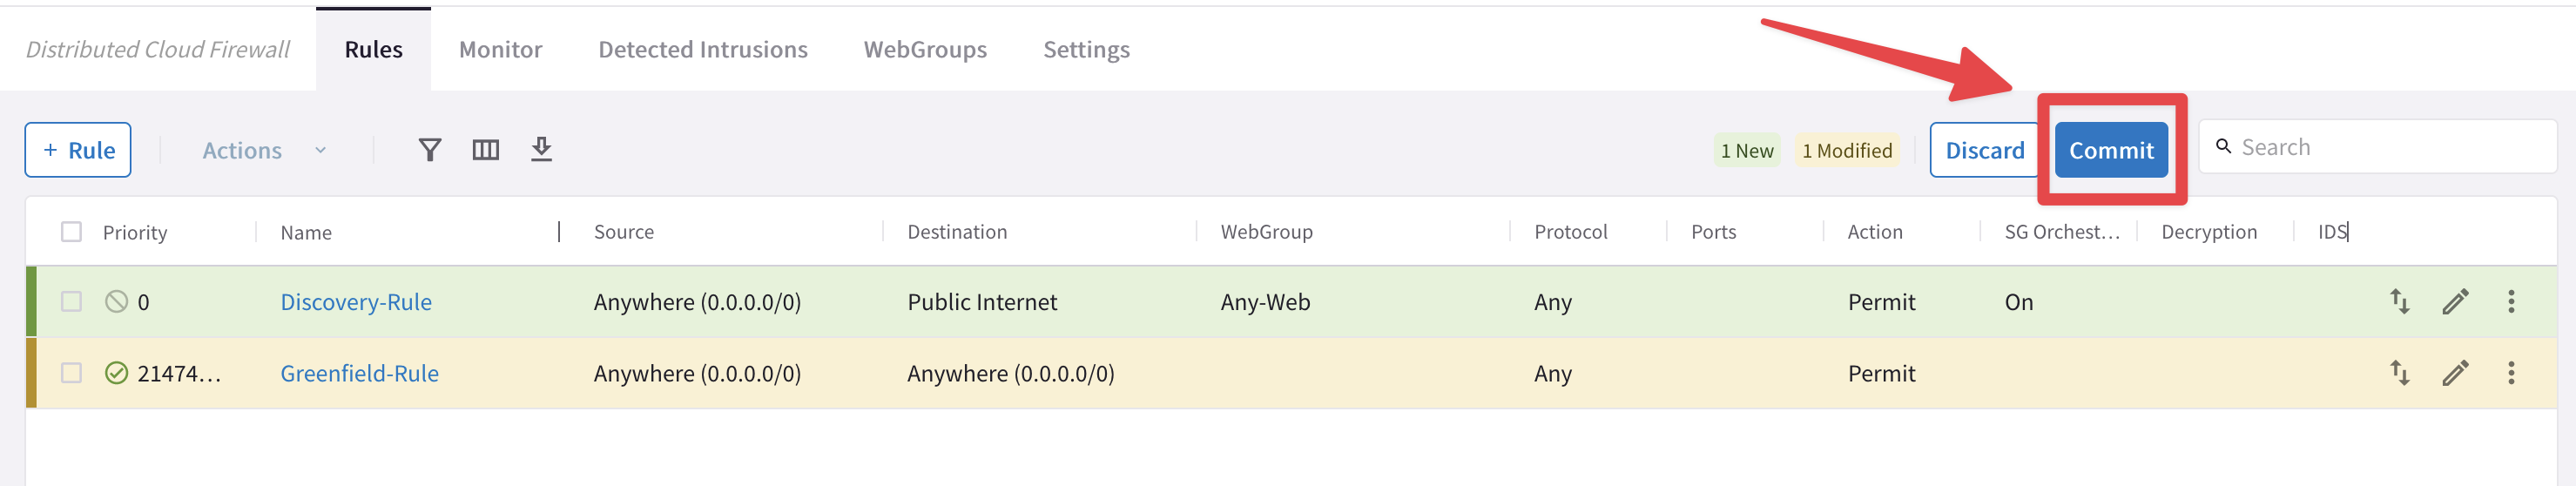 Distributed Cloud Firewall Rules Monitor Detected Intrusions WebGroups Settings
+ Rule Actions 1 New 1 Modified Discard Commit Search
Priority Name Source Destination WebGroup Protocol Ports Action SG Orchest... Decryption IDS
0 Discovery-Rule Anywhere (0.0.0.0/0) Public Internet Any-Web Any Permit On
21474... Greenfield-Rule Anywhere (0.0.0.0/0) Anywhere (0.0.0.0/0) Any Permit